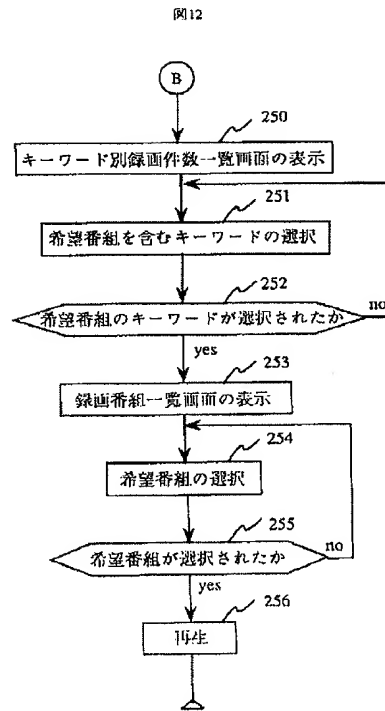 図12
B
250
キーワード別録画件数一覧画面の表示
251
希望番組を含むキーワードの選択
252
希望番組のキーワードが選択されたか
no
yes
253
録画番組一覧画面の表示
254
希望番組の選択
255
希望番組が選択されたか
no
yes
256
再生